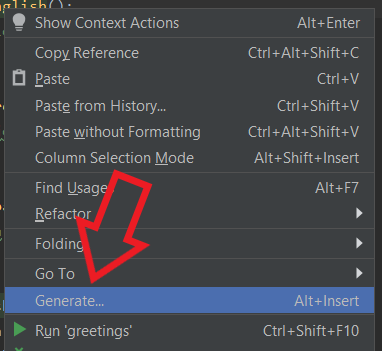 nglish():
Show Context Actions Alt+Enter
Copy Reference Ctrl+Alt+Shift+C
Paste Ctrl+V
Paste from History... Ctrl+Shift+V
Paste without Formatting Ctrl+Alt+Shift+V
Column Selection Mode Alt+Shift+Insert
Find Usages Alt+F7
Refactor
Folding
Go To
Generate... Alt+Insert
Run 'greetings' Ctrl+Shift+F10